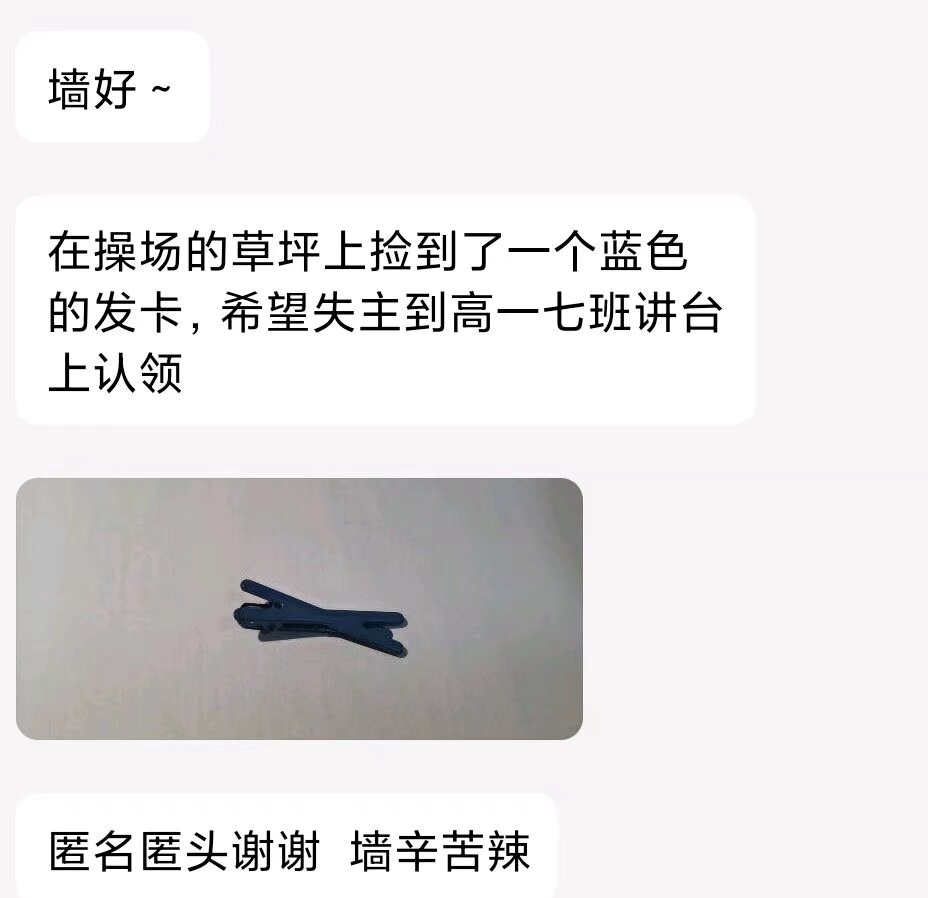 墙好~
在操场的草坪上捡到了一个蓝色
的发卡，希望失主到高一七班讲台
上认领
匿名匿头谢谢 墙辛苦辣